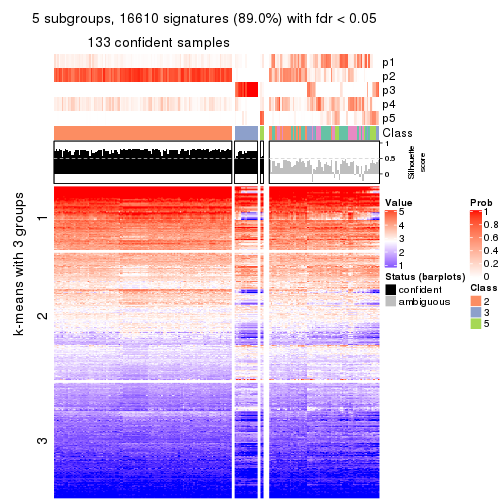 5 subgroups, 16610 signatures (89.0%) with fdr < 0.05
133 confident samples
p1
p2
p3
p4
p5
Class
1
0.5
0
Silhouette
score
k-means with 3 groups
1
2
3
Value
5
4
3
2
1
Status (barplots)
confident
ambiguous
Prob
1
0.8
0.6
0.4
0.2
0
Class
2
3
5